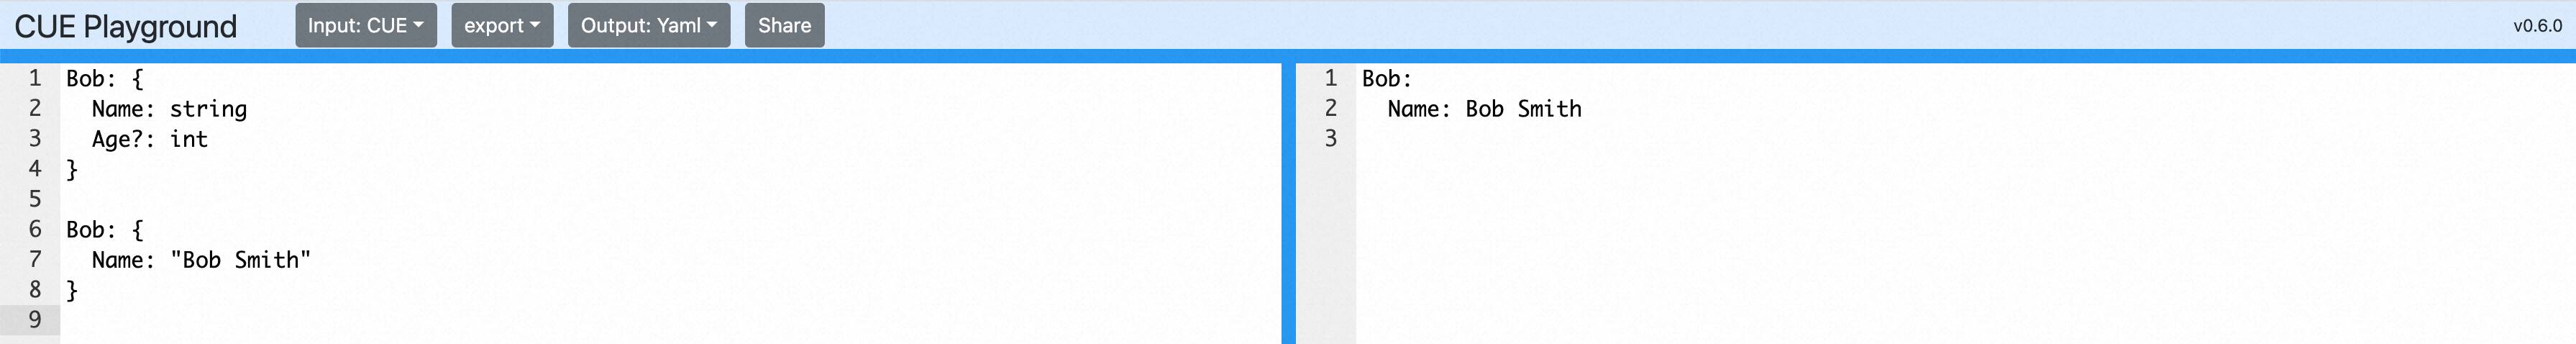 CUE Playground Input: CUE export Output: Yaml Share v0.6.0
1 Bob: {
2 Name: string
3 Age?: int
4 }
5
6 Bob: {
7 Name: "Bob Smith"
8 }
9
1 Bob:
2 Name: Bob Smith
3